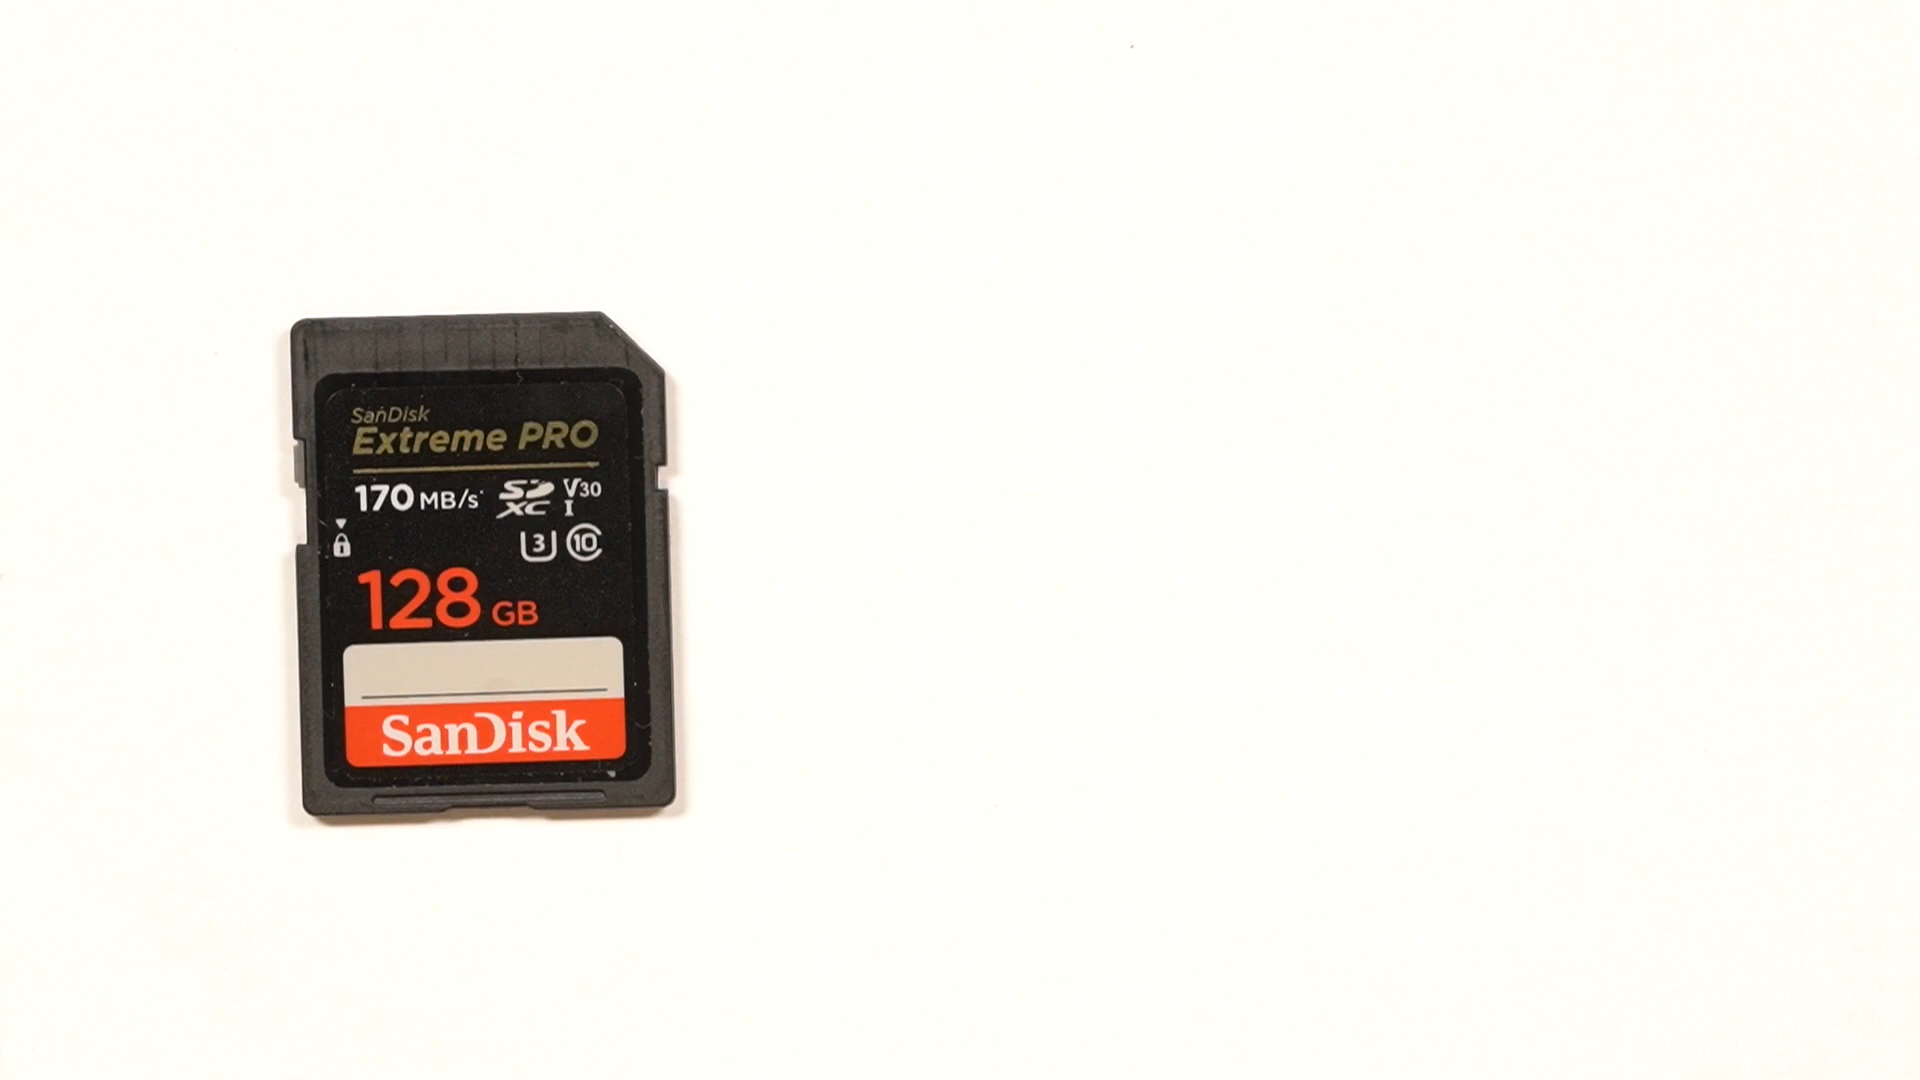 SanDisk
Extreme PRO
170 MB/s* SD XC V30 I
3 10
128 GB
SanDisk